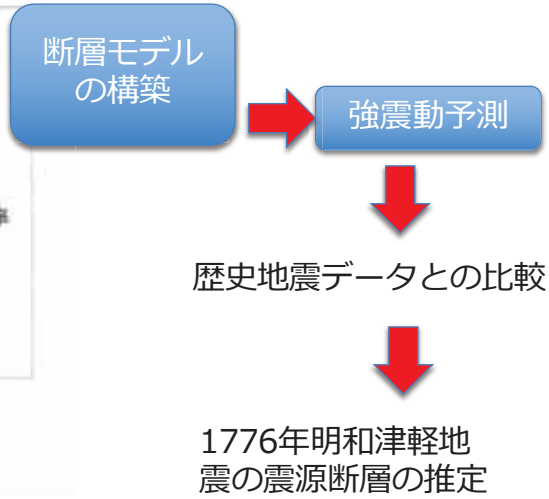 断層モデル
の構築
強震動予測
歴史地震データとの比較
1776年明和津軽地
震の震源断層の推定